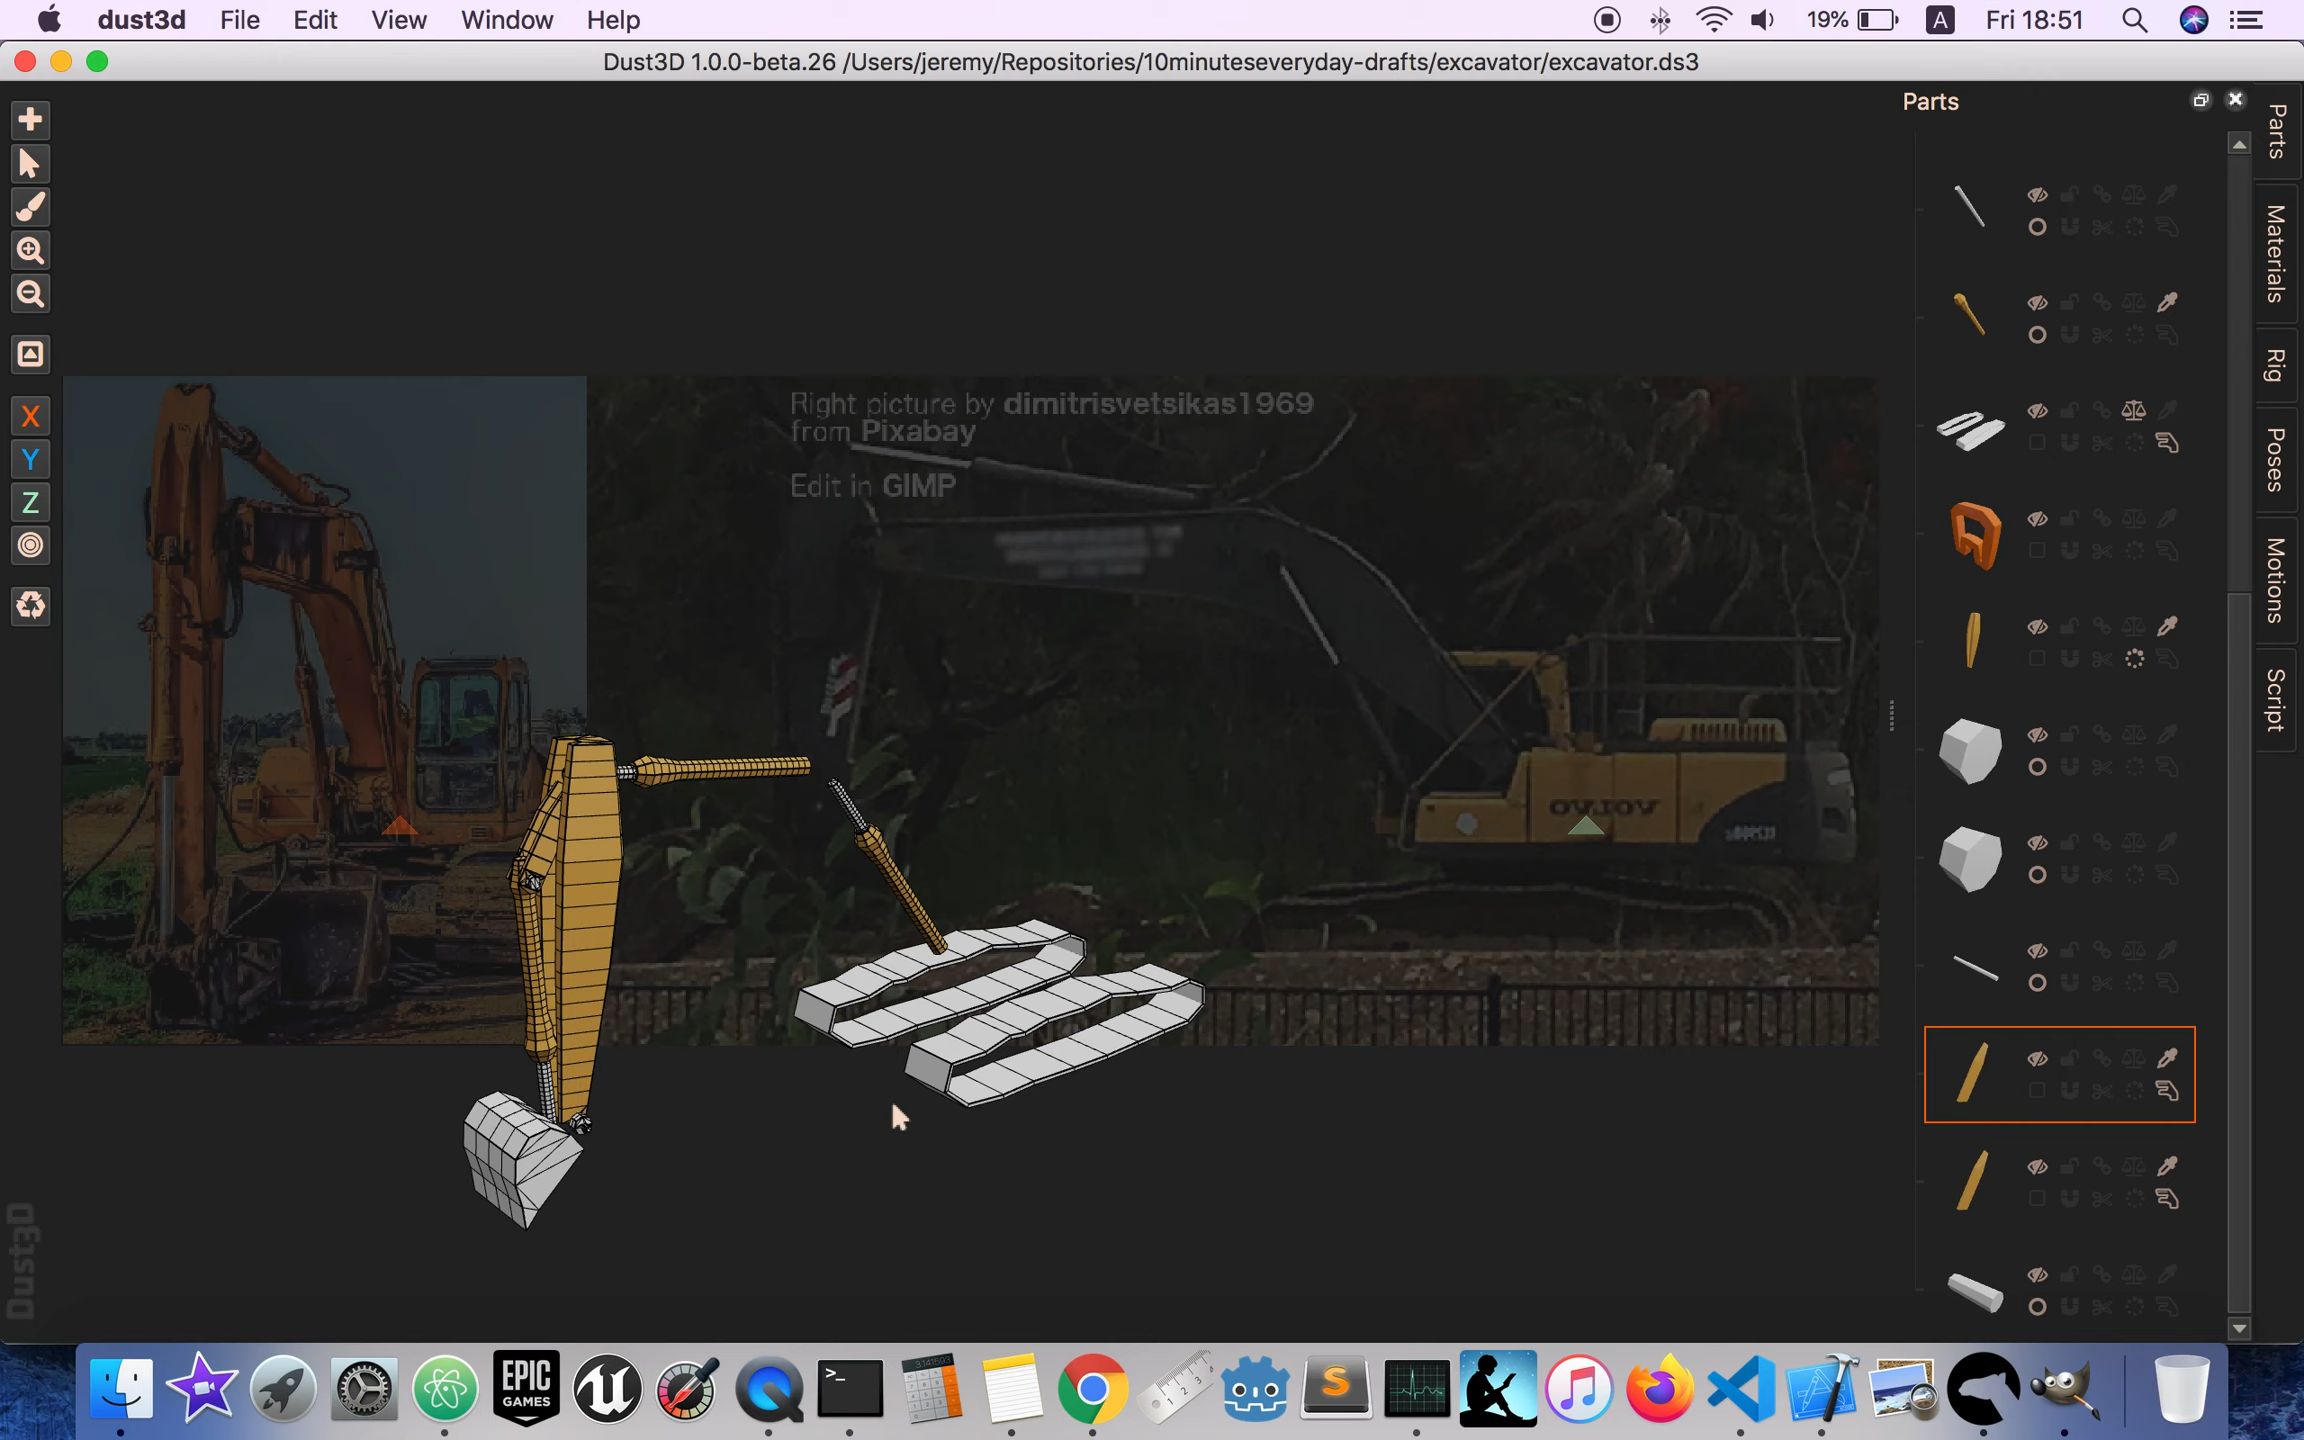 dust3d File Edit View Window Help 19% A Fri 18:51
Dust3D 1.0.0-beta.26 /Users/jeremy/Repositories/10minuteseveryday-drafts/excavator/excavator.ds3
Parts
Parts
Materials
Rig
Poses
Motions
Script
X
Y
Z
Right picture by dimitrisvetsikas1969
from Pixabay
Edit in GIMP
Dust3D
EPIC
GAMES